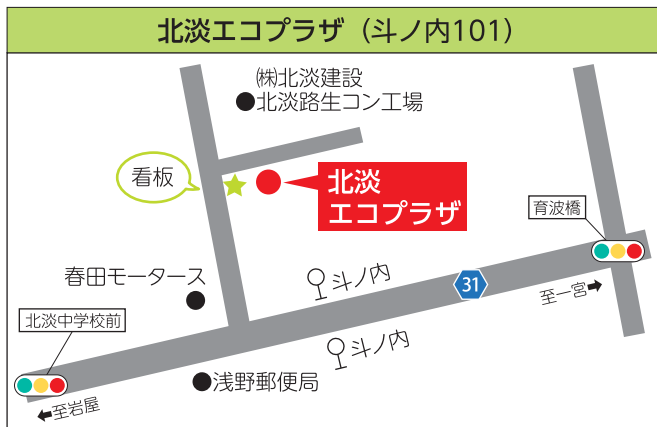 北淡エコプラザ（斗ノ内101）
㈱北淡建設
北淡路生コン工場
看板
北淡
エコプラザ
育波橋
斗ノ内
31
至一宮
春田モータース
北淡中学校前
斗ノ内
浅野郵便局
至岩屋